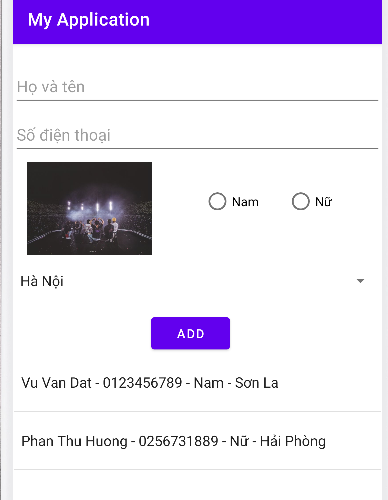 My Application
Họ và tên
Số điện thoại
Nam Nữ
Hà Nội
ADD
Vu Van Dat - 0123456789 - Nam - Sơn La
Phan Thu Huong - 0256731889 - Nữ - Hải Phòng